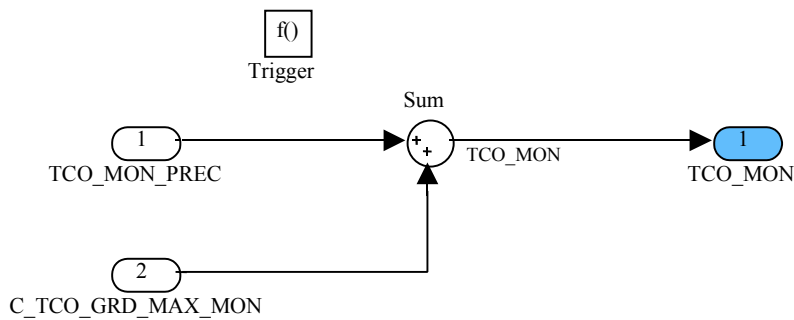 f()
Trigger
Sum
1
TCO_MON_PREC
+
+
TCO_MON
1
TCO_MON
2
C_TCO_GRD_MAX_MON